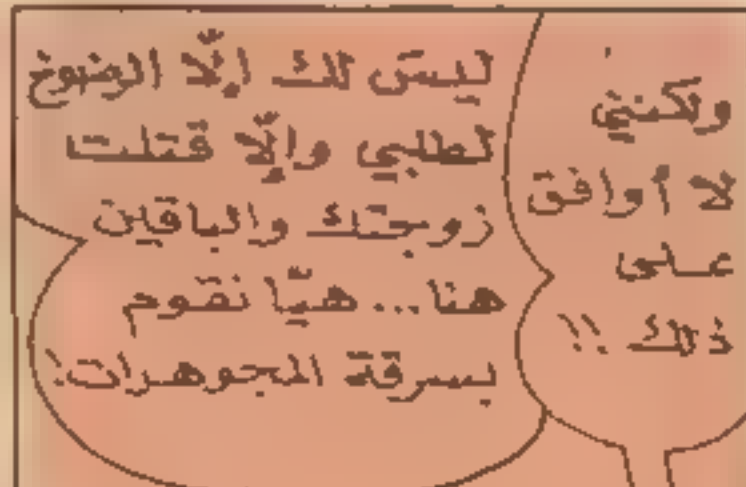 ولكنني
لا أوافق
على
ذلك !!
ليس لك إلّا الرضوخ
لطلبي وإلّا قتلت
زوجتك والباقين
هنا... هيّا نقوم
بسرقة المجوهرات!